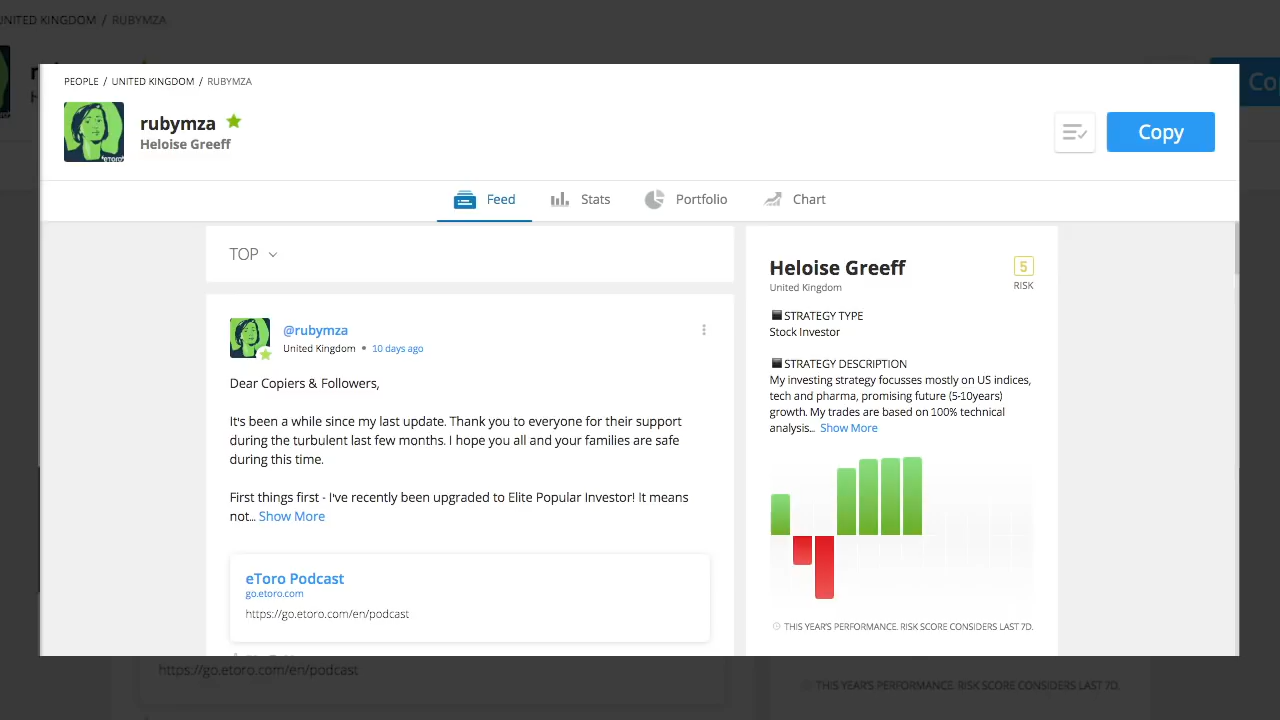 UNITED KINGDOM / RUBYMZA
PEOPLE / UNITED KINGDOM / RUBYMZA
rubymza
Heloise Greeff
eToro
Copy
Feed
Stats
Portfolio
Chart
TOP
@rubymza
United Kingdom • 10 days ago
Dear Copiers & Followers,
It's been a while since my last update. Thank you to everyone for their support
during the turbulent last few months. I hope you all and your families are safe
during this time.
First things first - I've recently been upgraded to Elite Popular Investor! It means
not... Show More
eToro Podcast
go.etoro.com
https://go.etoro.com/en/podcast
Heloise Greeff
5
United Kingdom
RISK
STRATEGY TYPE
Stock Investor
STRATEGY DESCRIPTION
My investing strategy focusses mostly on US indices,
tech and pharma, promising future (5-10years)
growth. My trades are based on 100% technical
analysis... Show More
THIS YEAR'S PERFORMANCE. RISK SCORE CONSIDERS LAST 7D.
https://go.etoro.com/en/podcast
THIS YEAR'S PERFORMANCE. RISK SCORE CONSIDERS LAST 7D.